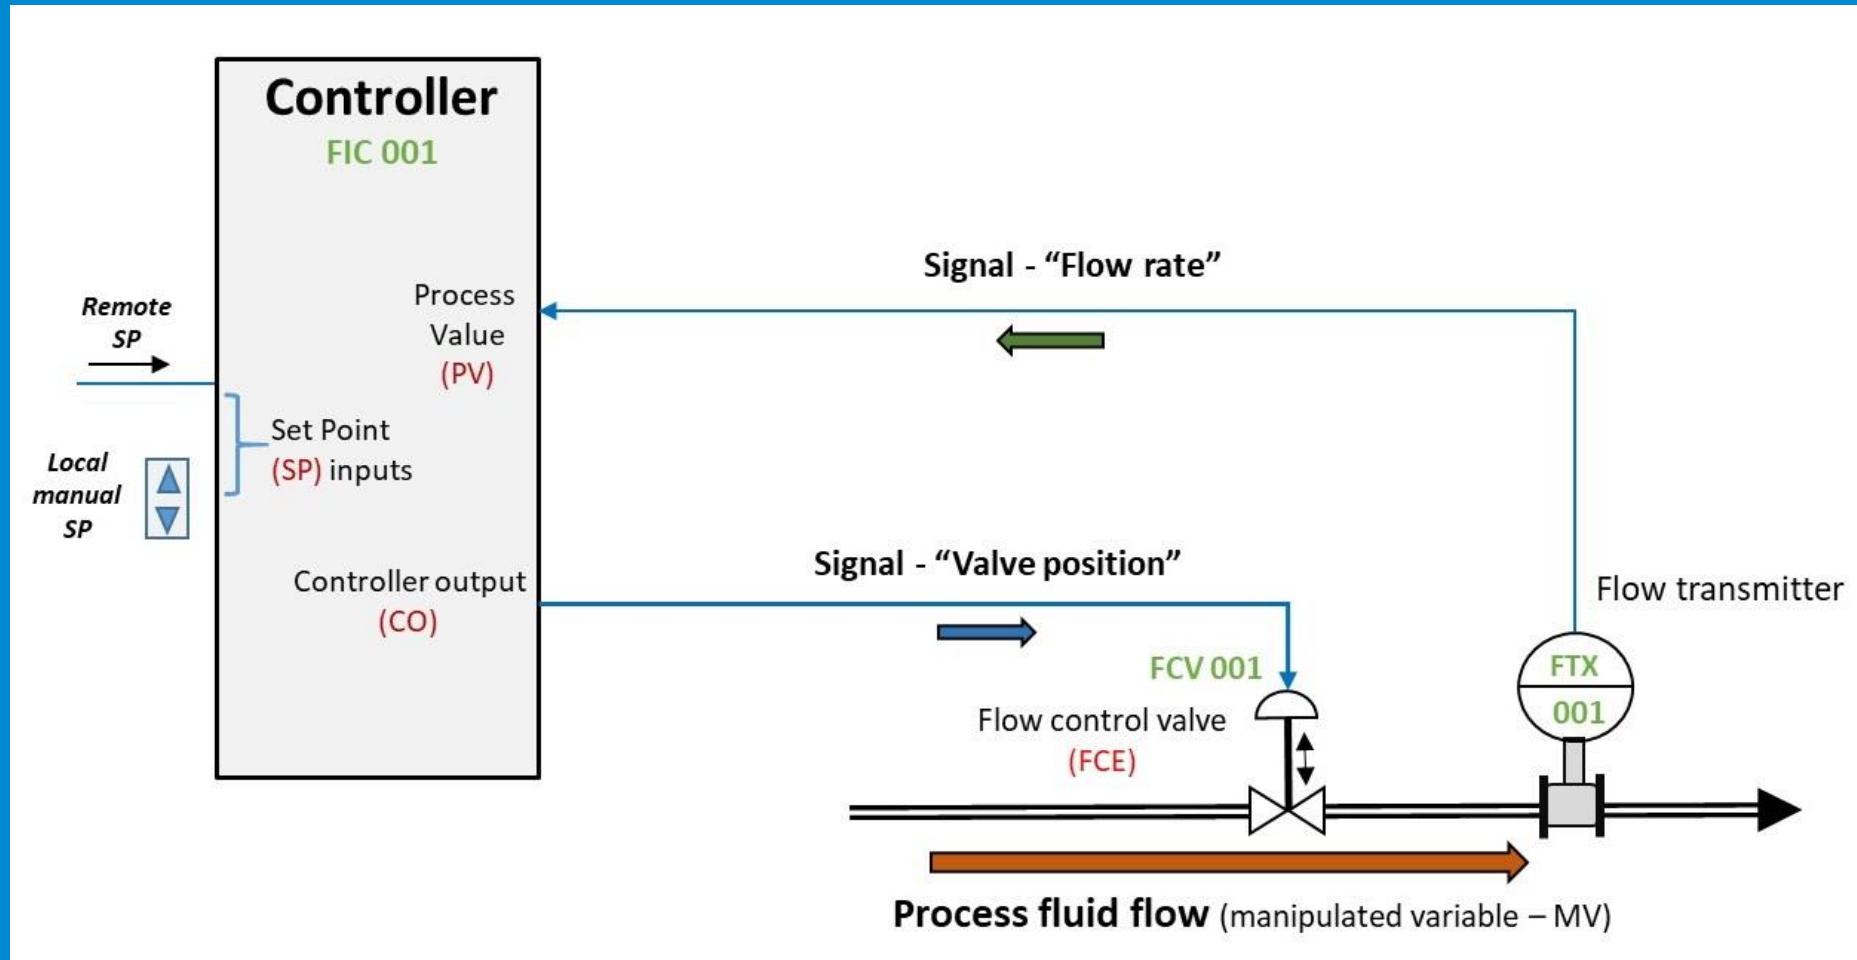 Controller
FIC 001
Signal - “Flow rate”
Process
Value
(PV)
Remote
SP
Set Point
(SP) inputs
Local
manual
SP
Signal - “Valve position”
Controller output
(CO)
Flow transmitter
FCV 001
FTX
001
Flow control valve
(FCE)
Process fluid flow (manipulated variable – MV)